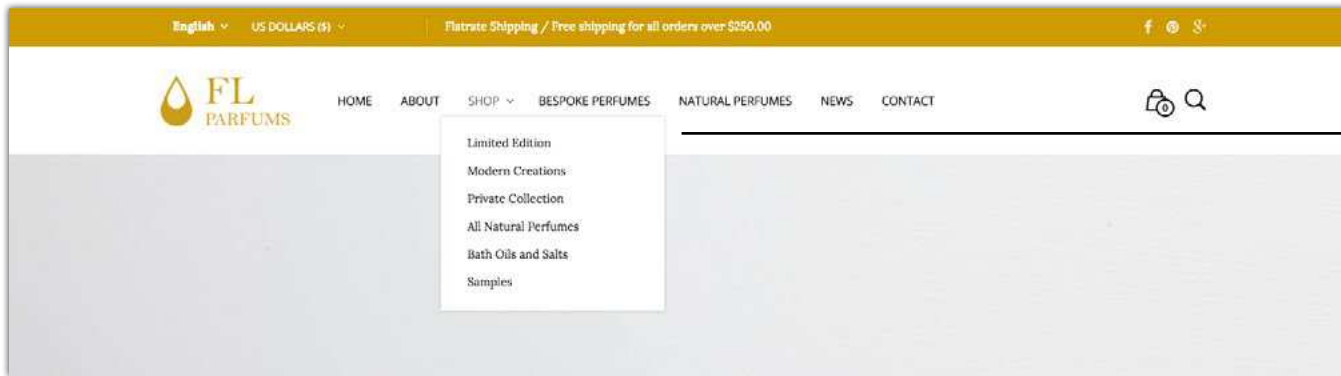 English US DOLLARS ($) Flatrate Shipping / Free shipping for all orders over $250.00
FL
PARFUMS
HOME ABOUT SHOP BESPOKE PERFUMES NATURAL PERFUMES NEWS CONTACT
0
Limited Edition
Modern Creations
Private Collection
All Natural Perfumes
Bath Oils and Salts
Samples